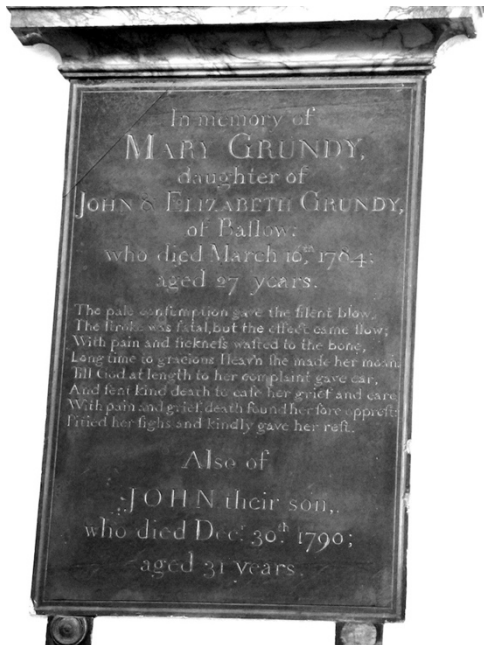 In memory of
MARY GRUNDY,
daughter of
JOHN & ELIZABETH GRUNDY,
of Ballow:
who died March 10th, 1784:
aged 27 years.
The pale conſumption gave the ſilent blow,
The ſtroke was fatal, but the effect came ſlow;
With pain and ſickneſs waſted to the bone,
Long time to gracious Heav'n ſhe made her moan.
Till God at length to her complaint gave ear,
And ſent kind death to eaſe her grief and care
With pain and grief, death found her ſore oppreſt:
Pitied her ſighs and kindly gave her reſt.
Alſo of
JOHN their son,
who died Decr. 30th. 1790;
aged 31 years.